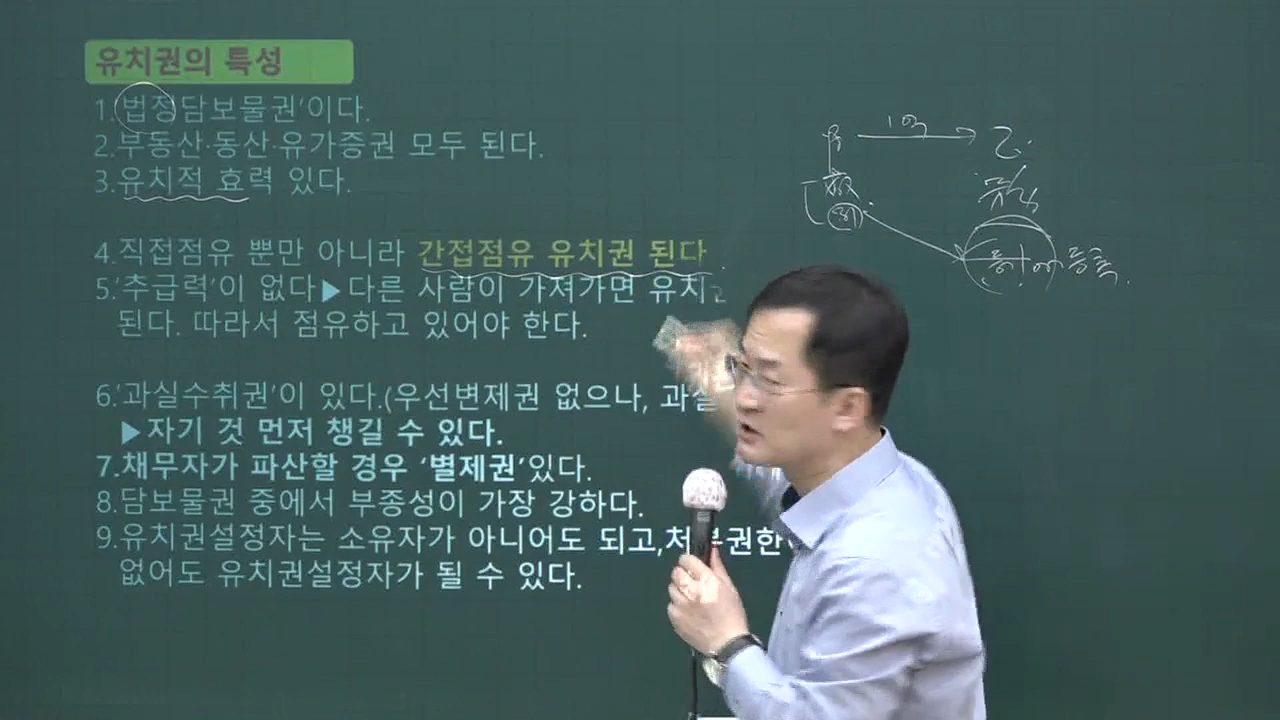 유치권의 특성
1.법정담보물권'이다.
2.부동산·동산·유가증권 모두 된다.
3.유치적 효력 있다.
4.직접점유 뿐만 아니라 간접점유 유치권 된다.
5.'추급력'이 없다▶다른 사람이 가져가면
된다. 따라서 점유하고 있어야 한다.
6.'과실수취권'이 있다.(우선변제권 없으나,
▶자기 것 먼저 챙길 수 있다.
7.채무자가 파산할 경우 '별제권'있다.
8.담보물권 중에서 부종성이 가장 강하다.
9.유치권설정자는 소유자가 아니어도 되고,
없어도 유치권설정자가 될 수 있다.
1억
乙